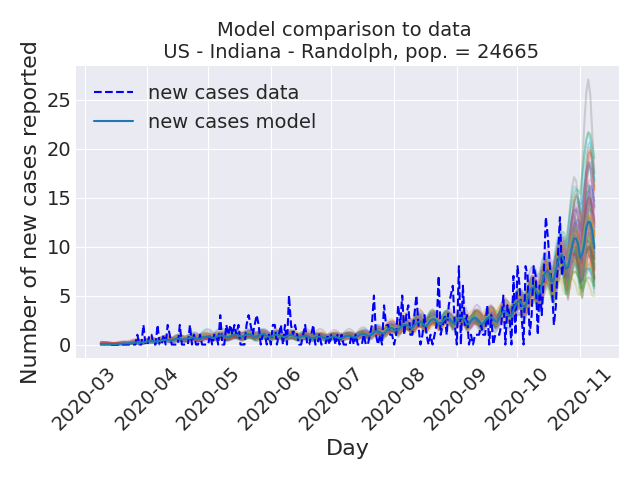 Model comparison to data
US - Indiana - Randolph, pop. = 24665
Number of new cases reported
25
20
15
10
5
0
new cases data
new cases model
2020-03
2020-04
2020-05
2020-06
2020-07
2020-08
2020-09
2020-10
2020-11
Day